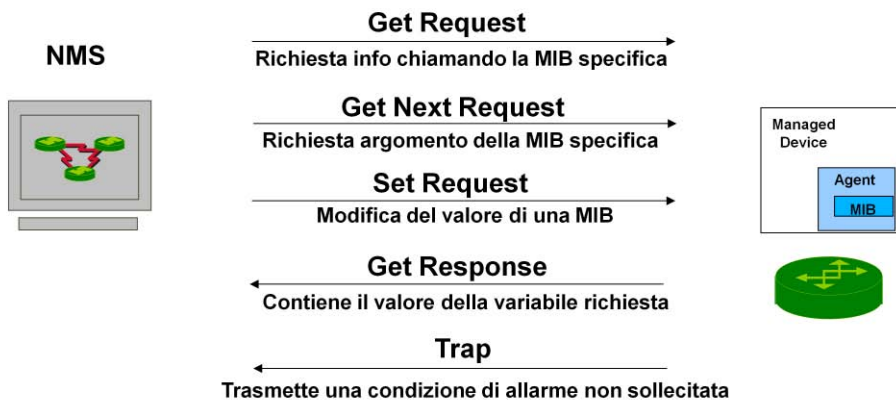 Get Request
NMS
Richiesta info chiamando la MIB specifica
Get Next Request
Richiesta argomento della MIB specifica
Managed
Device
Set Request
Agent
Modifica del valore di una MIB
MIB
Get Response
Contiene il valore della variabile richiesta
Trap
Trasmette una condizione di allarme non sollecitata